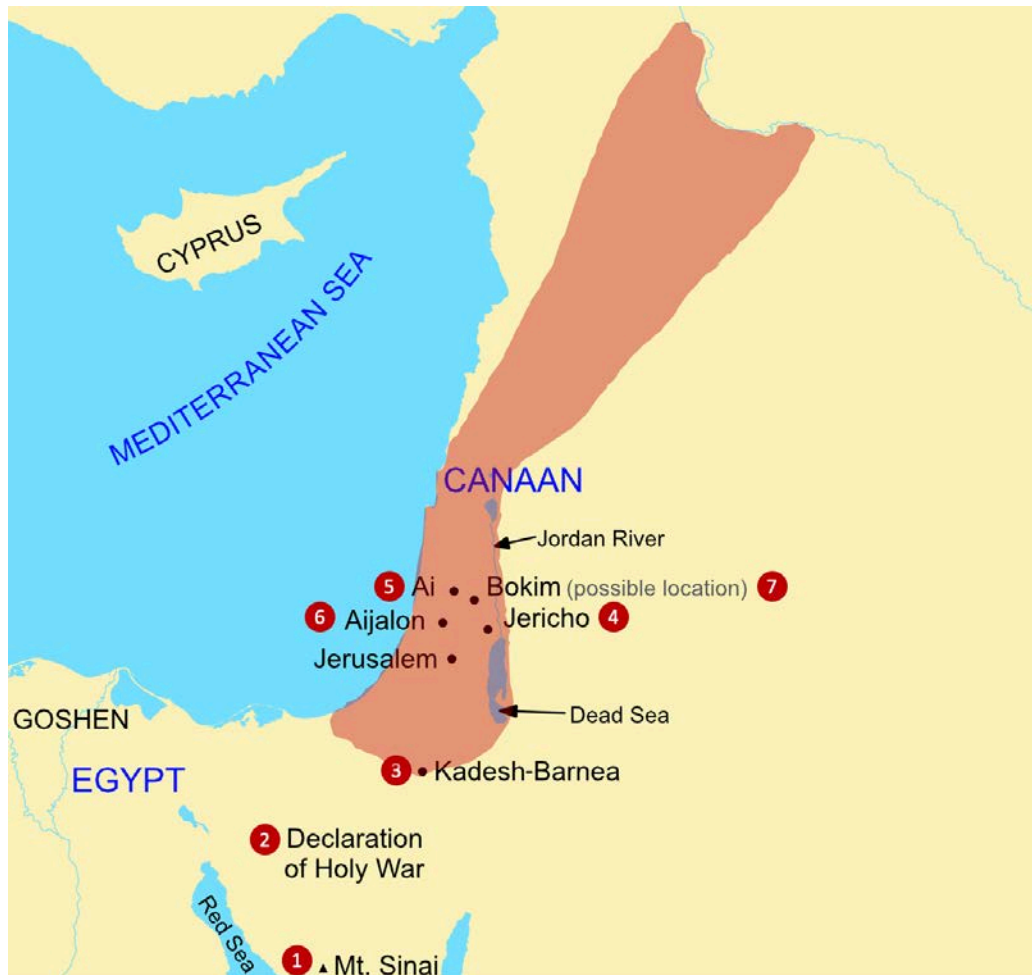 CYPRUS
MEDITERRANEAN SEA
CANAAN
Jordan River
5 Ai
Bokim (possible location) 7
6 Aijalon
Jericho 4
Jerusalem
GOSHEN
Dead Sea
EGYPT
3 Kadesh-Barnea
2 Declaration
of Holy War
Red Sea
1 Mt. Sinai